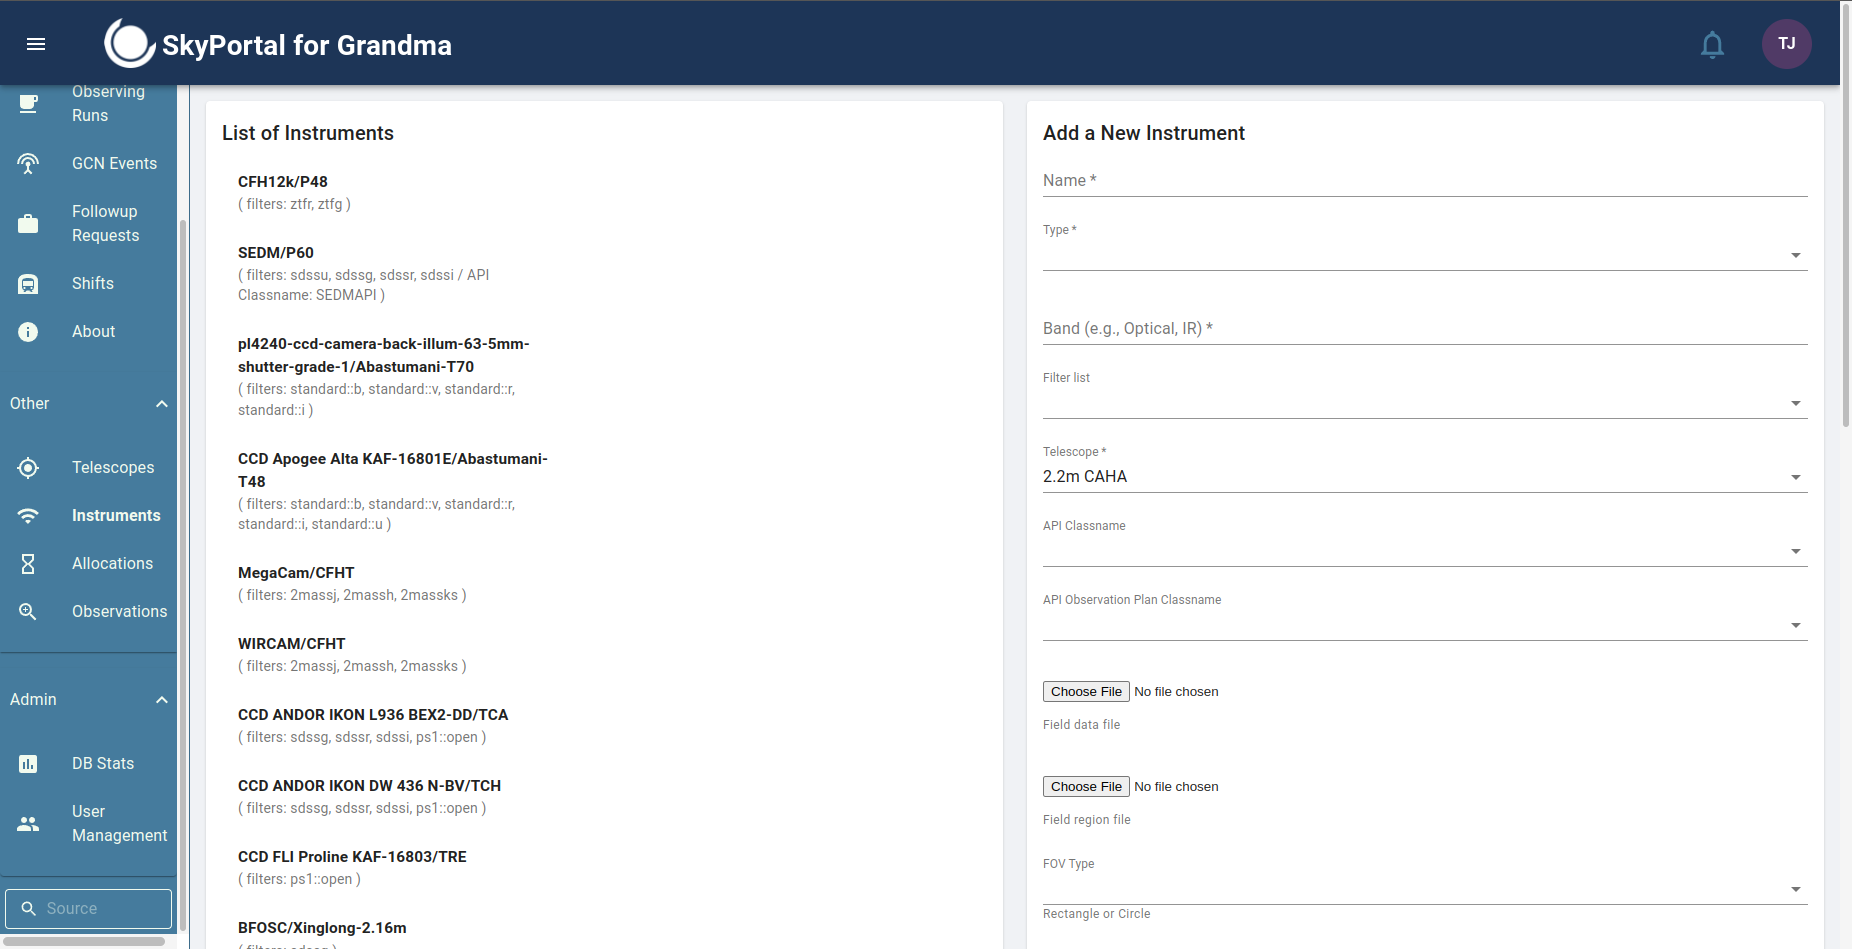 SkyPortal for Grandma
TJ
Observing
Runs
GCN Events
Followup
Requests
Shifts
About
Other
Telescopes
Instruments
Allocations
Observations
Admin
DB Stats
User
Management
Source
List of Instruments
CFH12k/P48
( filters: ztfr, ztfg )
SEDM/P60
( filters: sdssu, sdssg, sdssr, sdssi / API
Classname: SEDMAPI )
pl4240-ccd-camera-back-illum-63-5mm-
shutter-grade-1/Abastumani-T70
( filters: standard::b, standard::v, standard::r,
standard::i )
CCD Apogee Alta KAF-16801E/Abastumani-
T48
( filters: standard::b, standard::v, standard::r,
standard::i, standard::u )
MegaCam/CFHT
( filters: 2massj, 2massh, 2massks )
WIRCAM/CFHT
( filters: 2massj, 2massh, 2massks )
CCD ANDOR IKON L936 BEX2-DD/TCA
( filters: sdssg, sdssr, sdssi, ps1::open )
CCD ANDOR IKON DW 436 N-BV/TCH
( filters: sdssg, sdssr, sdssi, ps1::open )
CCD FLI Proline KAF-16803/TRE
( filters: ps1::open )
BFOSC/Xinglong-2.16m
( filters: sdssg )
Add a New Instrument
Name *
Type *
Band (e.g., Optical, IR) *
Filter list
Telescope *
2.2m CAHA
API Classname
API Observation Plan Classname
Choose File No file chosen
Field data file
Choose File No file chosen
Field region file
FOV Type
Rectangle or Circle